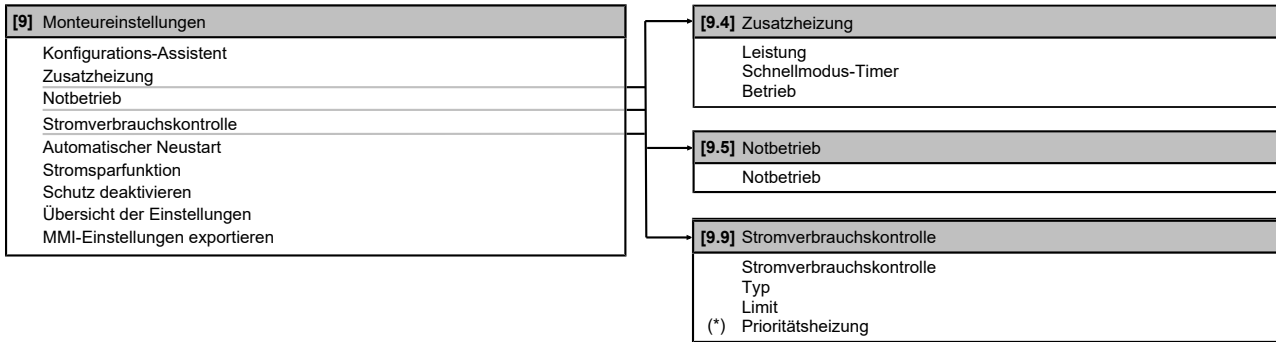 [9] Monteureinstellungen
Konfigurations-Assistent
Zusatzheizung
Notbetrieb
Stromverbrauchskontrolle
Automatischer Neustart
Stromsparfunktion
Schutz deaktivieren
Übersicht der Einstellungen
MMI-Einstellungen exportieren
[9.4] Zusatzheizung
Leistung
Schnellmodus-Timer
Betrieb
[9.5] Notbetrieb
Notbetrieb
[9.9] Stromverbrauchskontrolle
Stromverbrauchskontrolle
Typ
Limit
(*) Prioritätsheizung